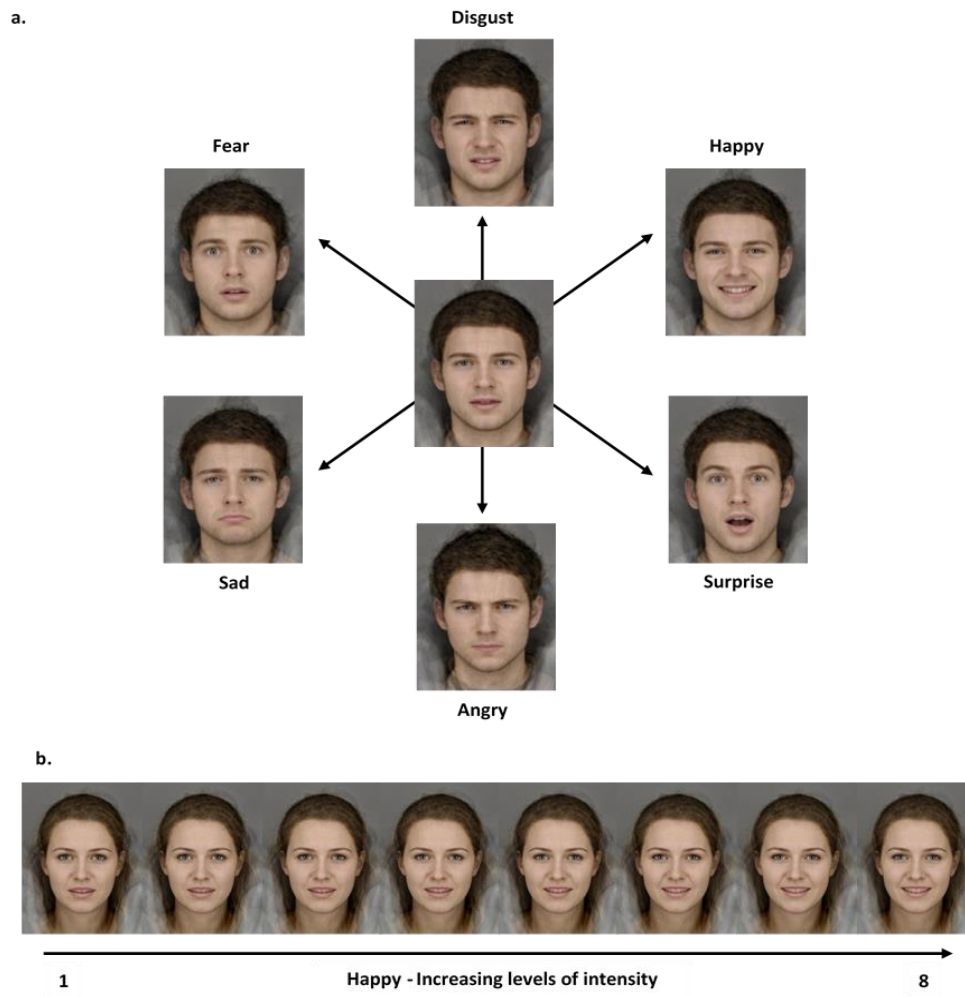 a.
Disgust
Fear
Happy
Sad
Surprise
Angry
b.
1
Happy - Increasing levels of intensity
8